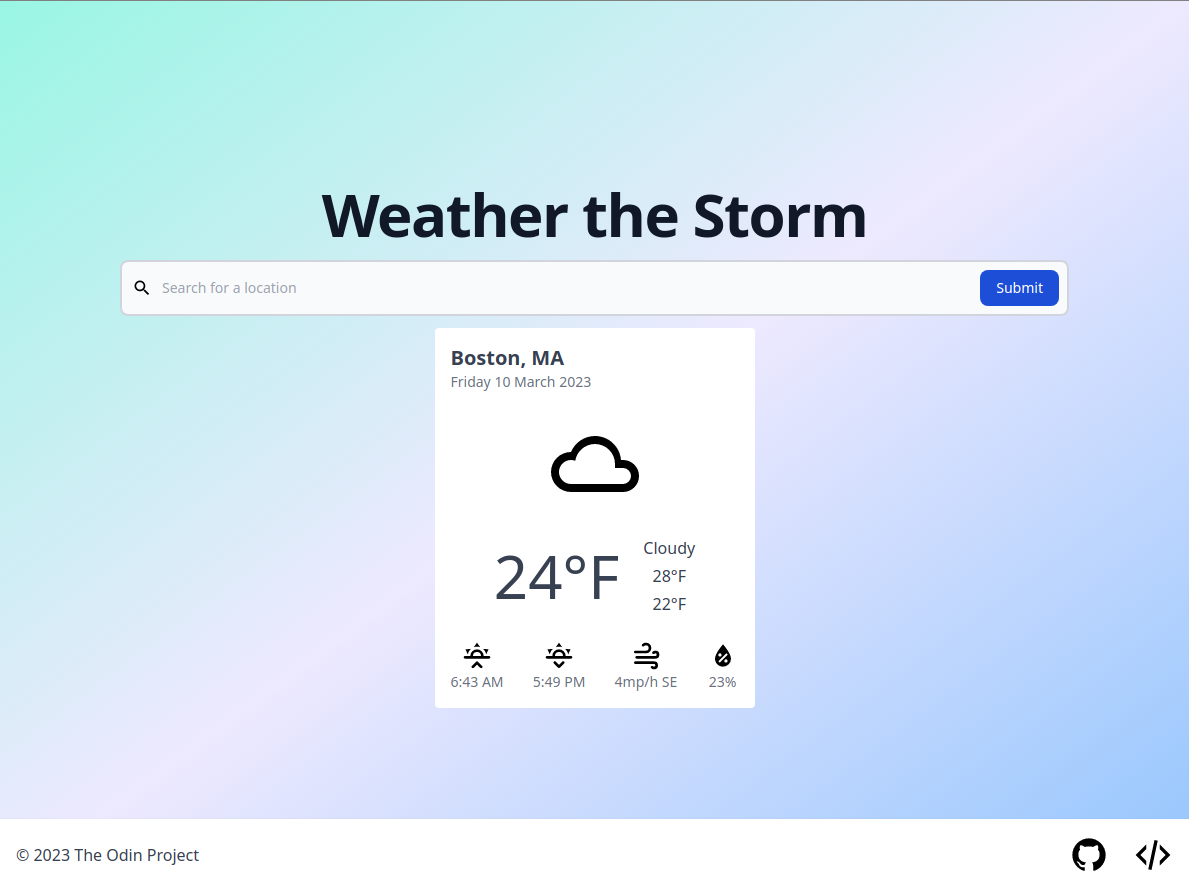 Weather the Storm
Search for a location
Submit
Boston, MA
Friday 10 March 2023
24°F
Cloudy
28°F
22°F
6:43 AM
5:49 PM
4mp/h SE
23%
© 2023 The Odin Project